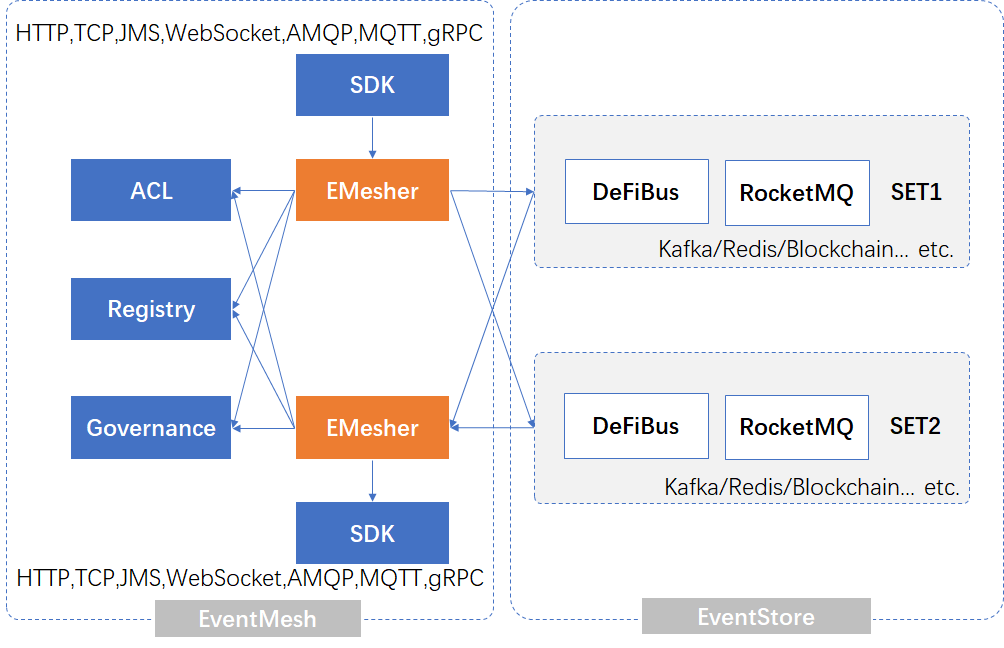 HTTP,TCP,JMS,WebSocket,AMQP,MQTT,gRPC
SDK
ACL
EMesher
Registry
Governance
EMesher
SDK
HTTP,TCP,JMS,WebSocket,AMQP,MQTT,gRPC
EventMesh
DeFiBus
RocketMQ
SET1
Kafka/Redis/Blockchain... etc.
DeFiBus
RocketMQ
SET2
Kafka/Redis/Blockchain... etc.
EventStore